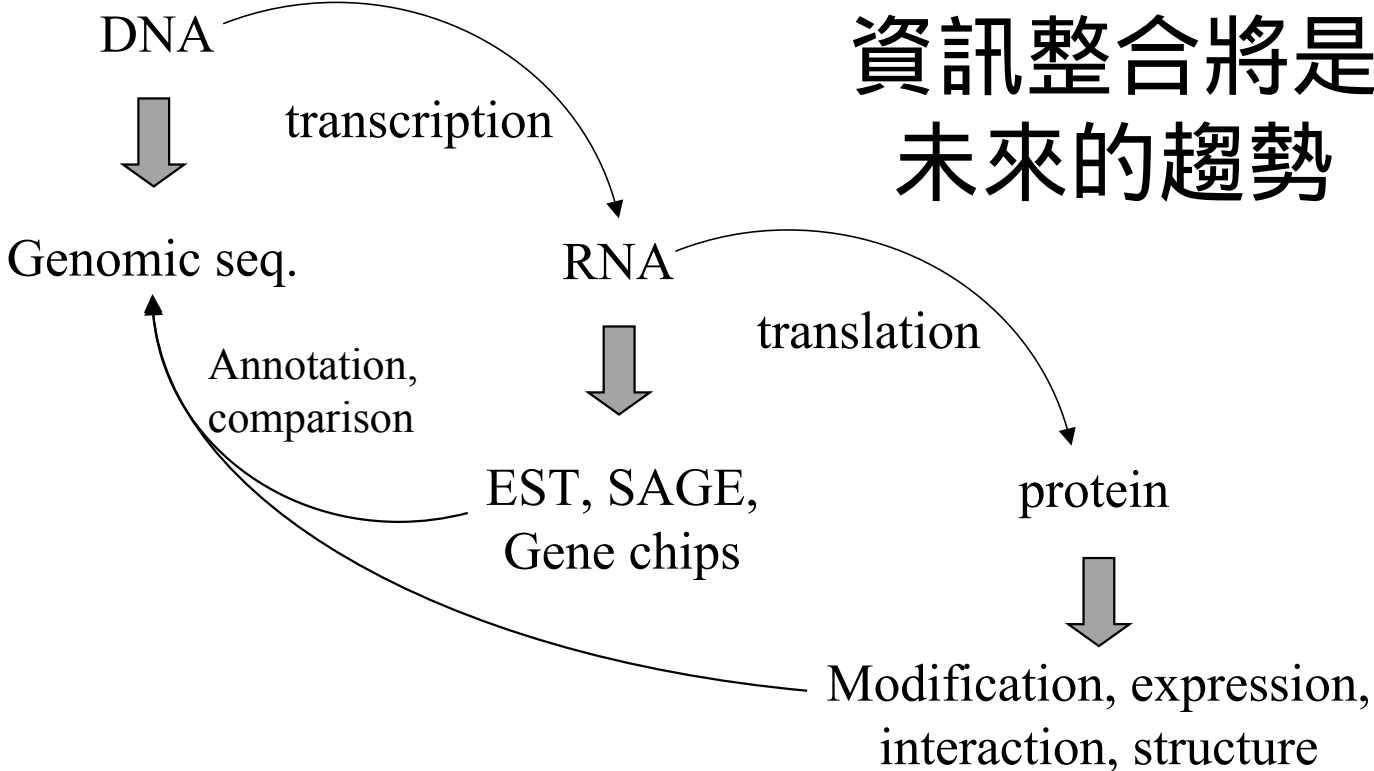 資訊整合將是
未來的趨勢
DNA
transcription
Genomic seq.
RNA
translation
Annotation,
comparison
EST, SAGE,
Gene chips
protein
Modification, expression,
interaction, structure